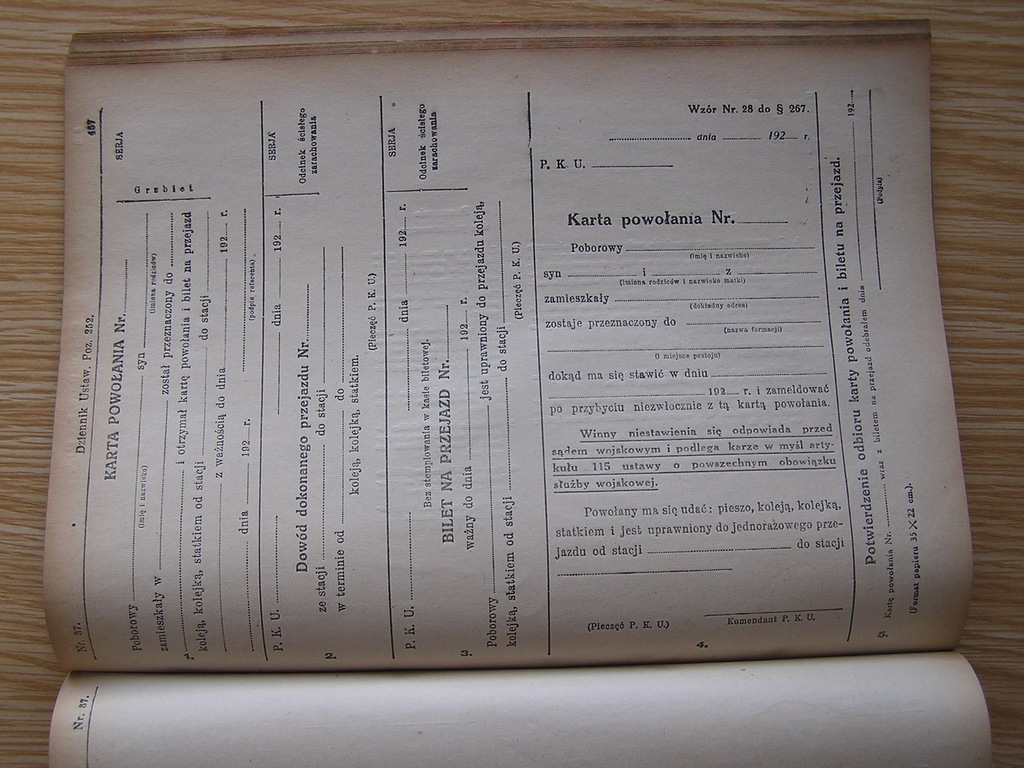 Nr. 37.
Dziennik Ustaw. Poz. 252.
457
KARTA POWOŁANIA Nr.
SERJA
Grzbiet
Poborowy syn
(imię i nazwisko) (imiona rodziców)
zamieszkały w został przeznaczony do
i otrzymał kartę powołania i bilet na przejazd
koleją, kolejką, statkiem od stacji do stacji
z ważnością do dnia 192 r.
dnia 192 r.
(podpis referenta)
1.
P. K. U. dnia 192 r.
SERJA
Odcinek ścisłego
zarachowania
Dowód dokonanego przejazdu Nr.
ze stacji do stacji
w terminie od do
koleją, kolejką, statkiem.
(Pieczęć P. K. U.)
2.
P. K. U. dnia 192 r.
SERJA
Odcinek ścisłego
zarachowania
Bez stemplowania w kasie biletowej.
BILET NA PRZEJAZD Nr.
ważny do dnia 192 r.
Poborowy jest uprawniony do przejazdu koleją,
kolejką, statkiem od stacji do stacji
(Pieczęć P. K. U.)
3.
Wzór Nr. 28 do § 267.
dnia 192 r.
P. K. U.
Karta powołania Nr.
Poborowy
(imię i nazwisko)
syn i z
(imiona rodziców i nazwisko matki)
zamieszkały
(dokładny adres)
zostaje przeznaczony do
(nazwa formacji)
(i miejsce postoju)
dokąd ma się stawić w dniu
192 r. i zameldować
po przybyciu niezwłocznie z tą kartą powołania.
Winny niestawienia się odpowiada przed
sądem wojskowym i podlega karze w myśl arty-
kułu 115 ustawy o powszechnym obowiązku
służby wojskowej.
Powołany ma się udać: pieszo, koleją, kolejką,
statkiem i jest uprawniony do jednorazowego prze-
jazdu od stacji do stacji
(Pieczęć P. K. U.)
Komendant P. K. U.
4.
Potwierdzenie odbioru karty powołania i biletu na przejazd.
Kartę powołania Nr. wraz z biletem na przejazd odebrałem dnia 192
(Podpis)
5.
(Format papieru 35 × 22 cm.)
Nr. 37.